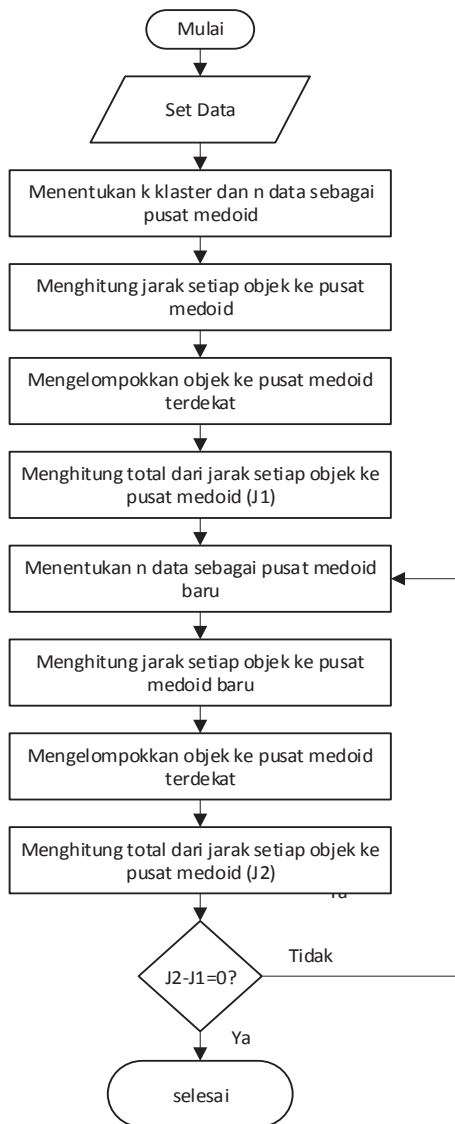 Mulai
Set Data
Menentukan k klaster dan n data sebagai
pusat medoid
Menghitung jarak setiap objek ke pusat
medoid
Mengelompokkan objek ke pusat medoid
terdekat
Menghitung total dari jarak setiap objek ke
pusat medoid (J1)
Menentukan n data sebagai pusat medoid
baru
Menghitung jarak setiap objek ke pusat
medoid baru
Mengelompokkan objek ke pusat medoid
terdekat
Menghitung total dari jarak setiap objek ke
pusat medoid (J2)
J2-J1=0?
Tidak
Ya
selesai